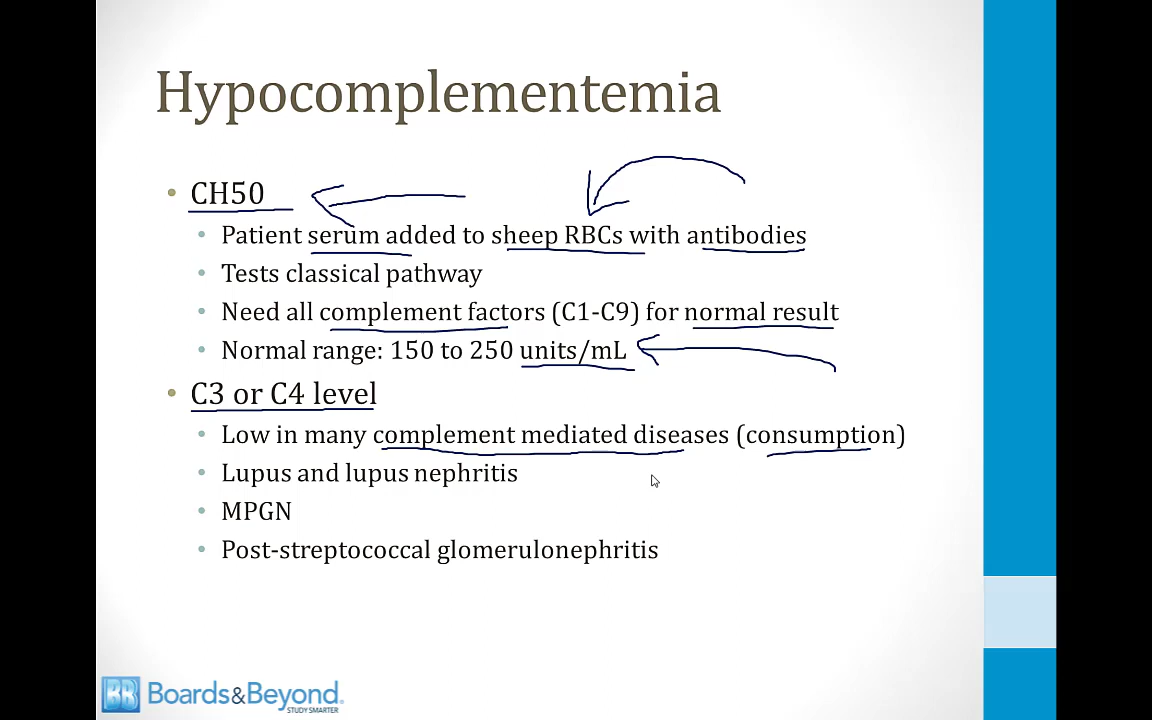 Hypocomplementemia
• CH50
• Patient serum added to sheep RBCs with antibodies
• Tests classical pathway
• Need all complement factors (C1-C9) for normal result
• Normal range: 150 to 250 units/mL
• C3 or C4 level
• Low in many complement mediated diseases (consumption)
• Lupus and lupus nephritis
• MPGN
• Post-streptococcal glomerulonephritis
BB Boards&Beyond.
STUDY SMARTER